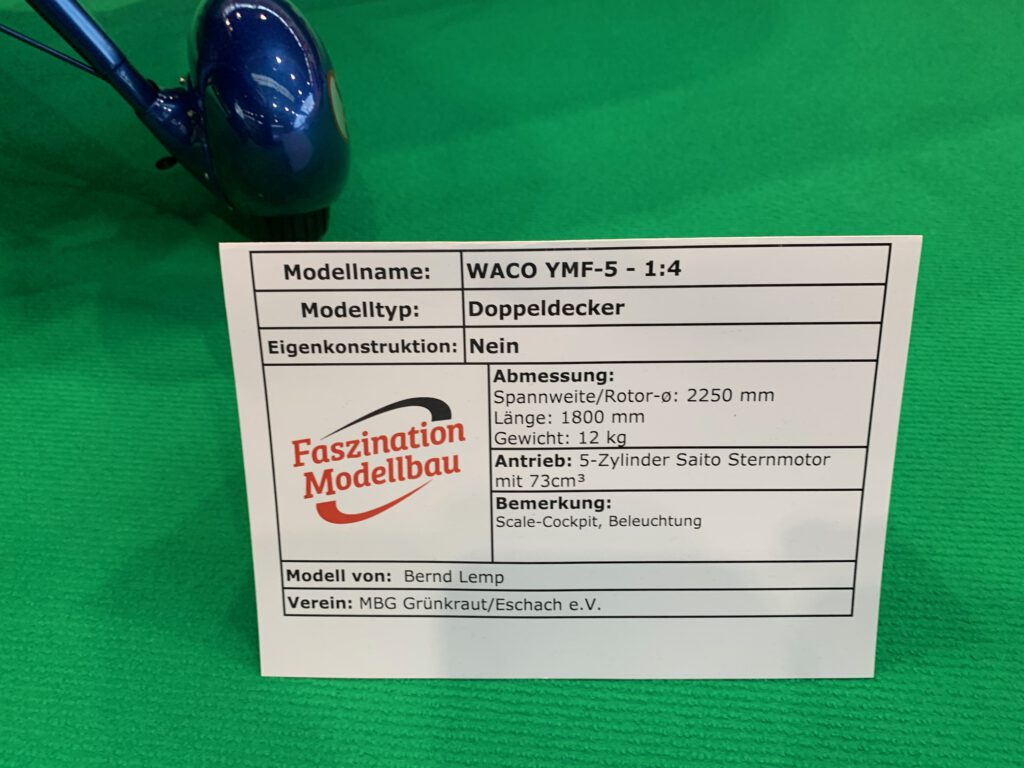 Modellname: WACO YMF-5 - 1:4
Modelltyp: Doppeldecker
Eigenkonstruktion: Nein
Faszination
Modellbau
Abmessung:
Spannweite/Rotor-ø: 2250 mm
Länge: 1800 mm
Gewicht: 12 kg
Antrieb: 5-Zylinder Saito Sternmotor
mit 73cm³
Bemerkung:
Scale-Cockpit, Beleuchtung
Modell von: Bernd Lemp
Verein: MBG Grünkraut/Eschach e.V.